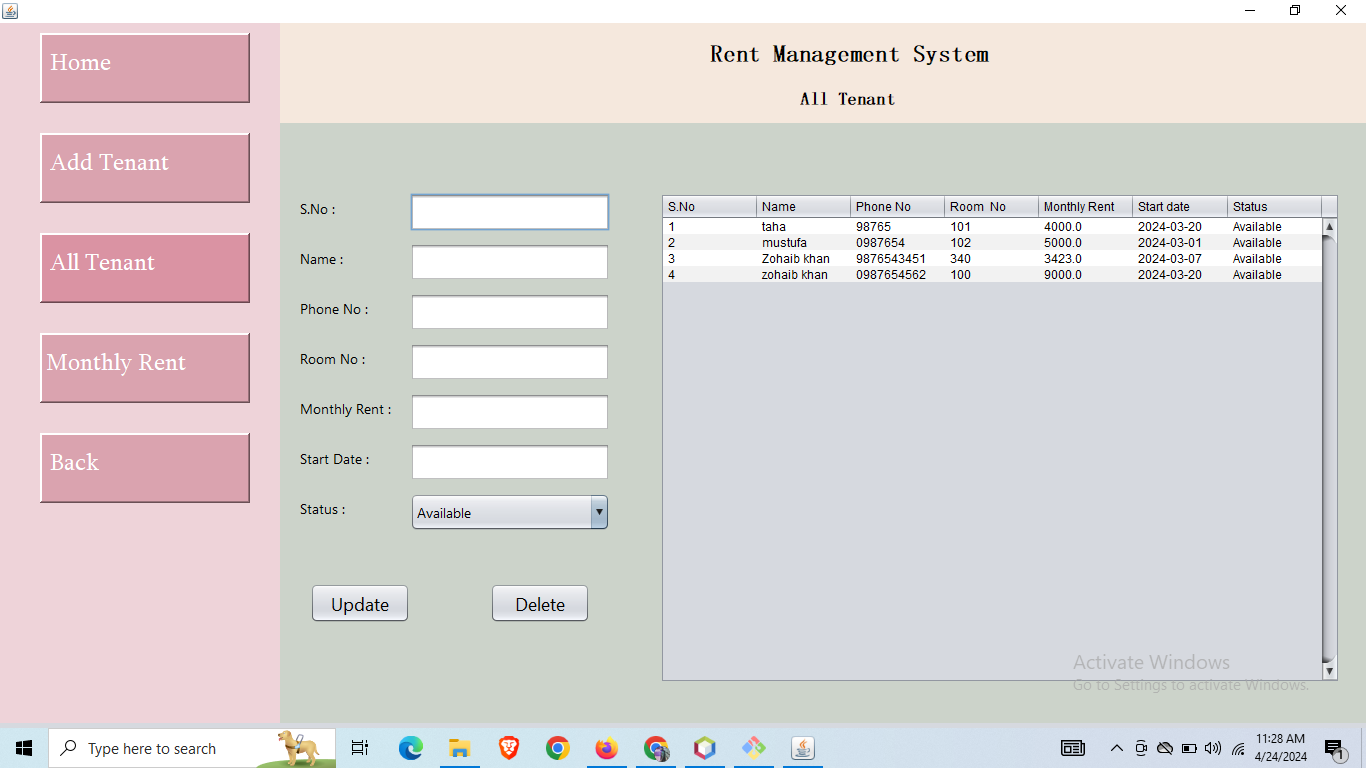 Rent Management System
All Tenant
Home
Add Tenant
All Tenant
Monthly Rent
Back
S.No :
Name :
Phone No :
Room No :
Monthly Rent :
Start Date :
Status :
Available
Update
Delete
S.No Name Phone No Room No Monthly Rent Start date Status
1 taha 98765 101 4000.0 2024-03-20 Available
2 mustufa 0987654 102 5000.0 2024-03-01 Available
3 Zohaib khan 9876543451 340 3423.0 2024-03-07 Available
4 zohaib khan 0987654562 100 9000.0 2024-03-20 Available
Activate Windows
Go to Settings to activate Windows.
Type here to search
11:28 AM
4/24/2024
1